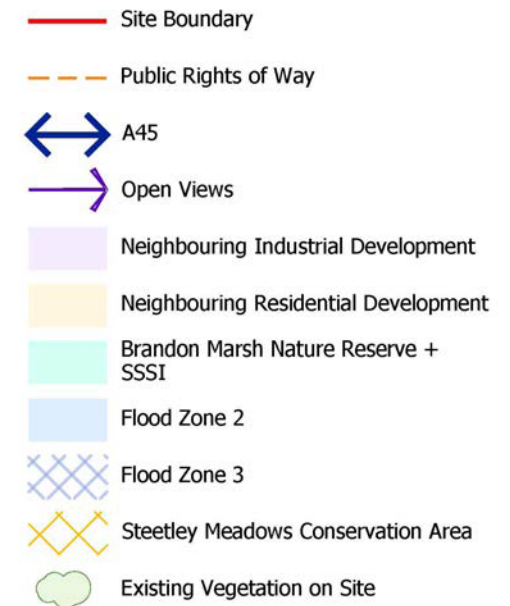 Site Boundary
Public Rights of Way
A45
Open Views
Neighbouring Industrial Development
Neighbouring Residential Development
Brandon Marsh Nature Reserve +
SSSI
Flood Zone 2
Flood Zone 3
Steetley Meadows Conservation Area
Existing Vegetation on Site